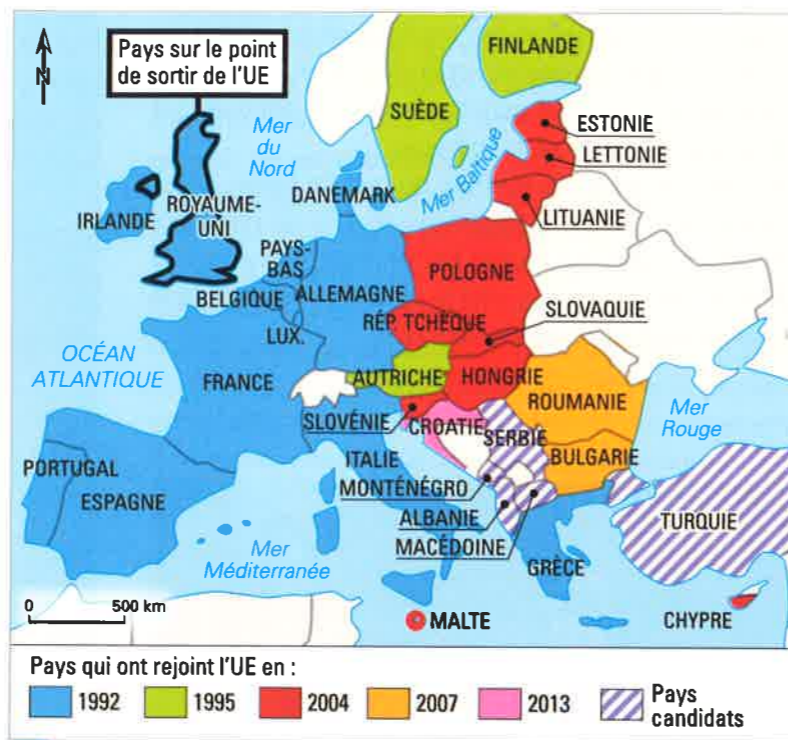 Pays sur le point
de sortir de l'UE
N
FINLANDE
SUÈDE
ESTONIE
LETTONIE
LITUANIE
Mer
du Nord
Mer Baltique
DANEMARK
IRLANDE
ROYAUME-
UNI
PAYS-
BAS
BELGIQUE
ALLEMAGNE
POLOGNE
LUX.
RÉP. TCHÈQUE
SLOVAQUIE
OCÉAN
ATLANTIQUE
FRANCE
AUTRICHE
HONGRIE
ROUMANIE
SLOVÉNIE
CROATIE
SERBIE
Mer
Rouge
ITALIE
BULGARIE
PORTUGAL
ESPAGNE
MONTÉNÉGRO
ALBANIE
MACÉDOINE
TURQUIE
GRÈCE
Mer
Méditerranée
0 500 km
MALTE
CHYPRE
Pays qui ont rejoint l'UE en :
1992 1995 2004 2007 2013 Pays
candidats